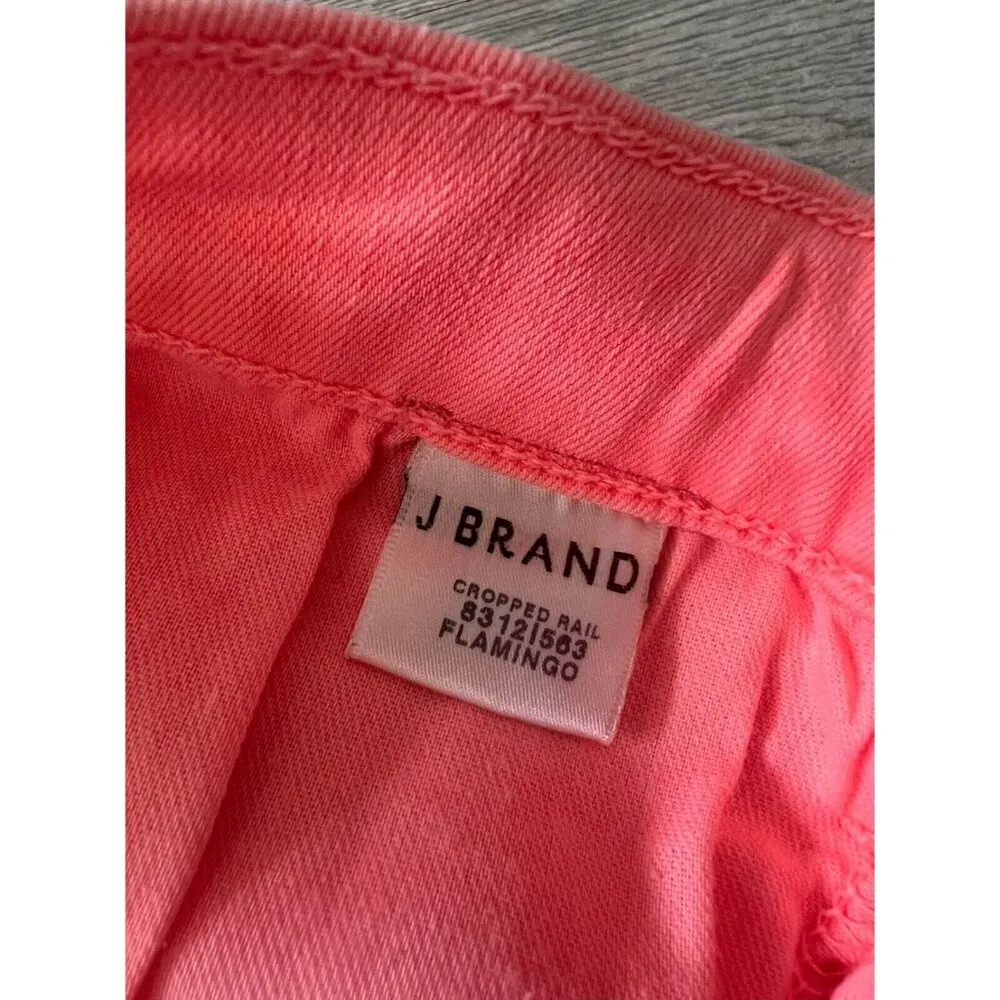 J BRAND
CROPPED RAIL
8312I563
FLAMINGO